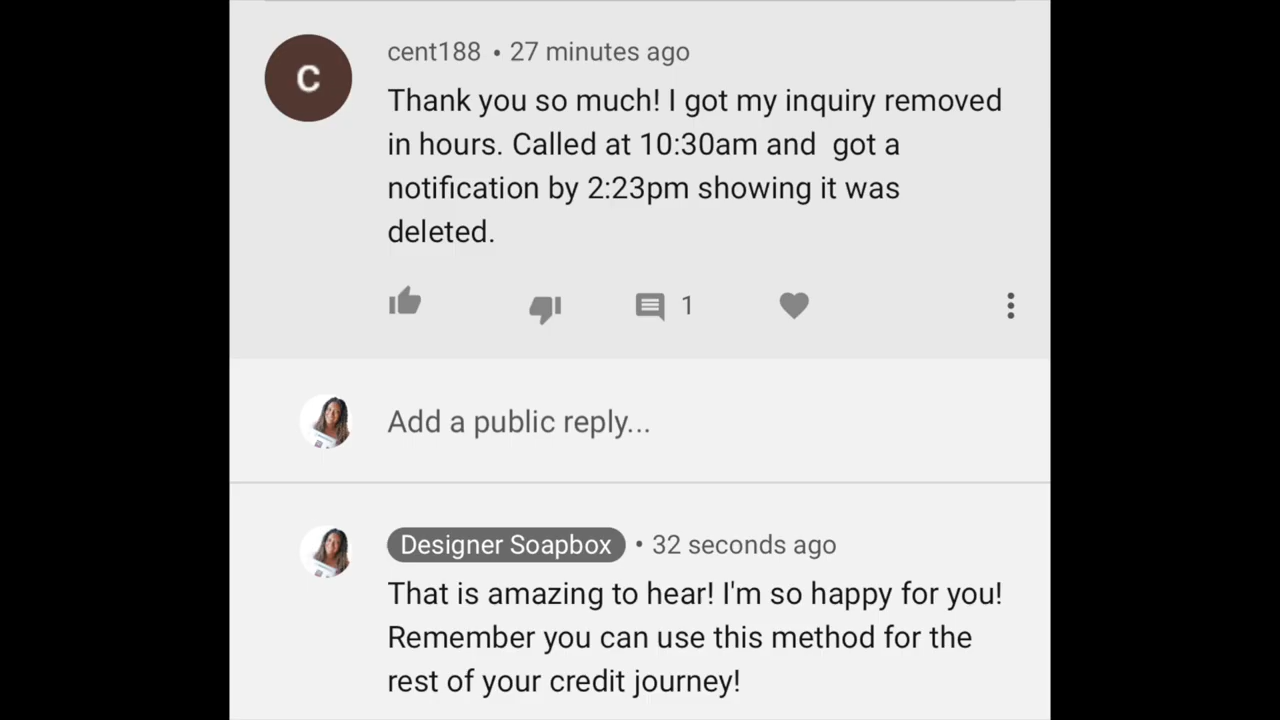 C
cent188 • 27 minutes ago
Thank you so much! I got my inquiry removed
in hours. Called at 10:30am and  got a
notification by 2:23pm showing it was
deleted.
1
Add a public reply...
Designer Soapbox • 32 seconds ago
That is amazing to hear! I'm so happy for you!
Remember you can use this method for the
rest of your credit journey!